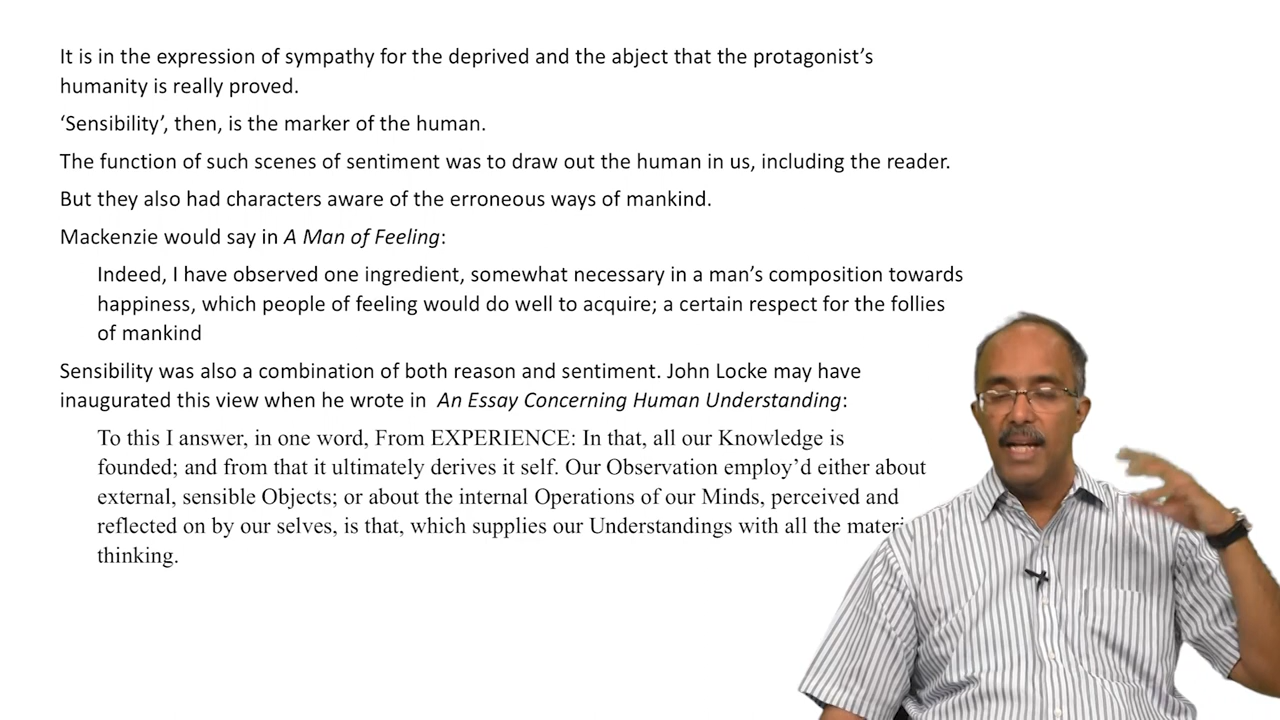 It is in the expression of sympathy for the deprived and the abject that the protagonist’s
humanity is really proved.
‘Sensibility’, then, is the marker of the human.
The function of such scenes of sentiment was to draw out the human in us, including the reader.
But they also had characters aware of the erroneous ways of mankind.
Mackenzie would say in A Man of Feeling:
Indeed, I have observed one ingredient, somewhat necessary in a man’s composition towards
happiness, which people of feeling would do well to acquire; a certain respect for the follies
of mankind
Sensibility was also a combination of both reason and sentiment. John Locke may have
inaugurated this view when he wrote in An Essay Concerning Human Understanding:
To this I answer, in one word, From EXPERIENCE: In that, all our Knowledge is
founded; and from that it ultimately derives it self. Our Observation employ’d either about
external, sensible Objects; or about the internal Operations of our Minds, perceived and
reflected on by our selves, is that, which supplies our Understandings with all the
thinking.